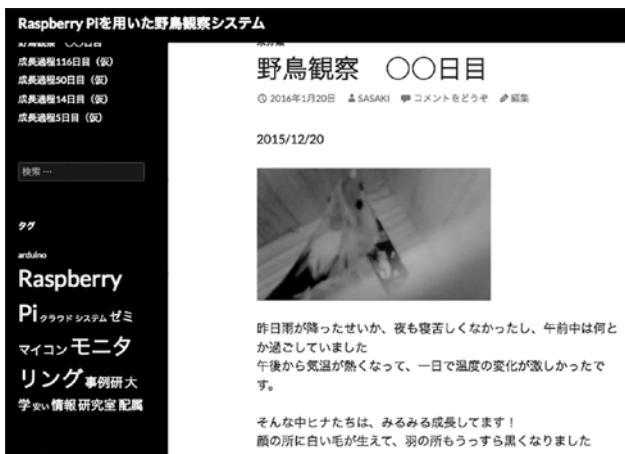 Raspberry Piを用いた野鳥観察システム
野鳥観察　○○日目
成長過程116日目（仮）
成長過程50日目（仮）
成長過程14日目（仮）
成長過程5日目（仮）
検索 …
タグ
arduino
Raspberry
Pi クラウド システム ゼミ
マイコン モニタ
リング 事例研 大
学 安い 情報 研究室 配属
未分類
野鳥観察　○○日目
2016年1月20日 SASAKI コメントをどうぞ 編集
2015/12/20
昨日雨が降ったせいか、夜も寝苦しくなかったし、午前中は何と
か過ごしていました
午後から気温が熱くなって、一日で温度の変化が激しかったで
す。
そんな中ヒナたちは、みるみる成長してます！
顔の所に白い毛が生えて、羽の所もうっすら黒くなりました